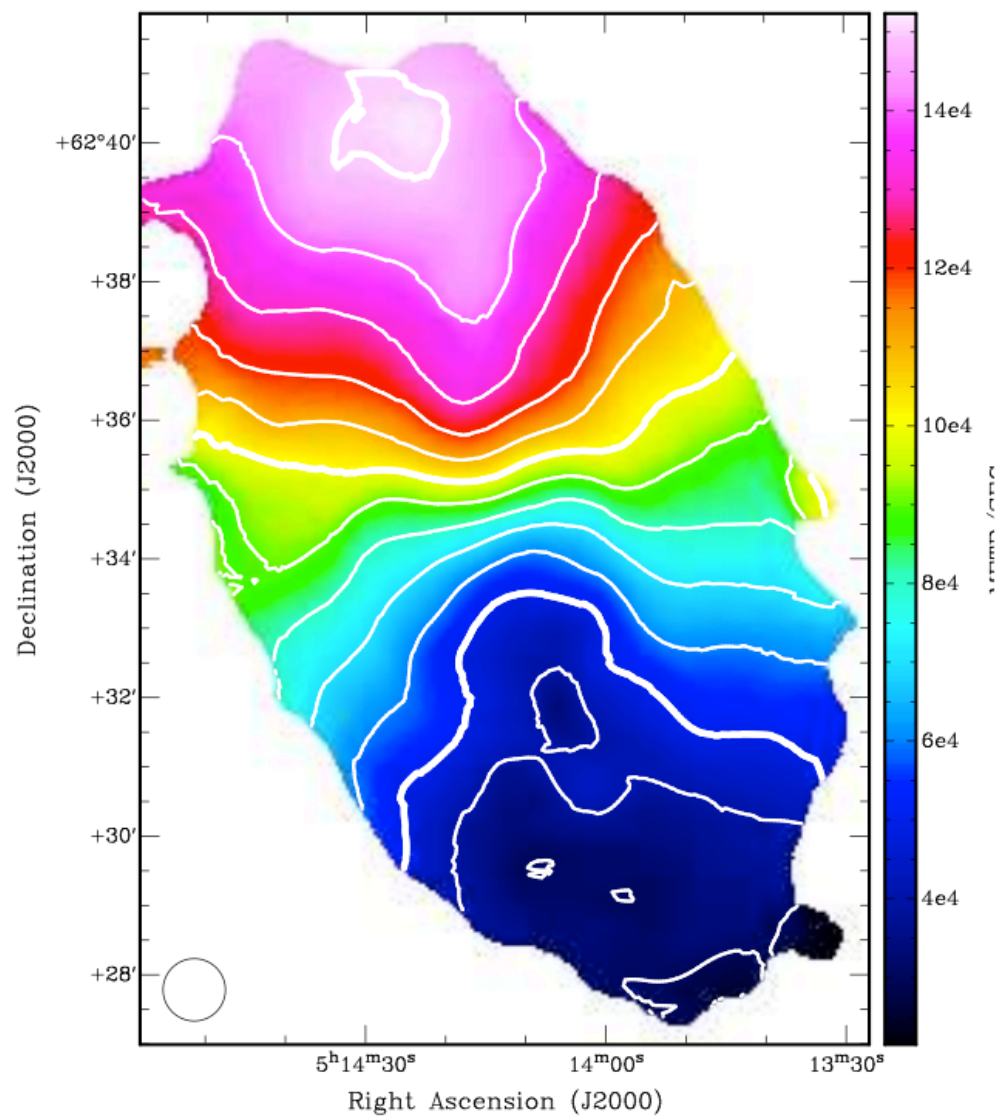 14e4
+62°40′
+38′
12e4
+36′
10e4
Declination (J2000)
+34′
8e4
+32′
6e4
+30′
4e4
+28′
5ʰ14ᵐ30ˢ
14ᵐ00ˢ
13ᵐ30ˢ
Right Ascension (J2000)